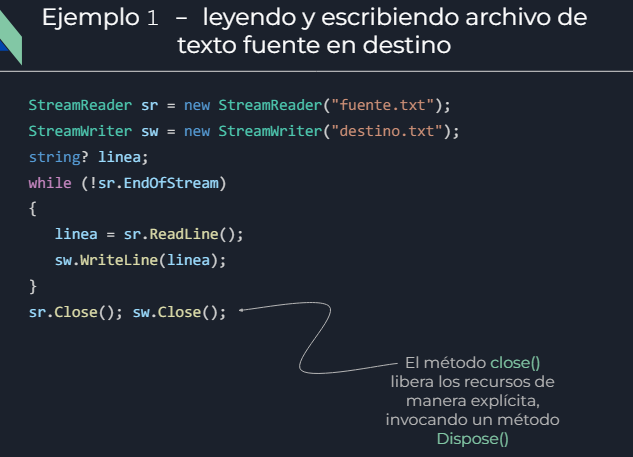 Ejemplo 1 - leyendo y escribiendo archivo de
texto fuente en destino
StreamReader sr = new StreamReader("fuente.txt");
StreamWriter sw = new StreamWriter("destino.txt");
string? linea;
while (!sr.EndOfStream)
{
linea = sr.ReadLine();
sw.WriteLine(linea);
}
sr.Close(); sw.Close();
El método close()
libera los recursos de
manera explícita,
invocando un método
Dispose()